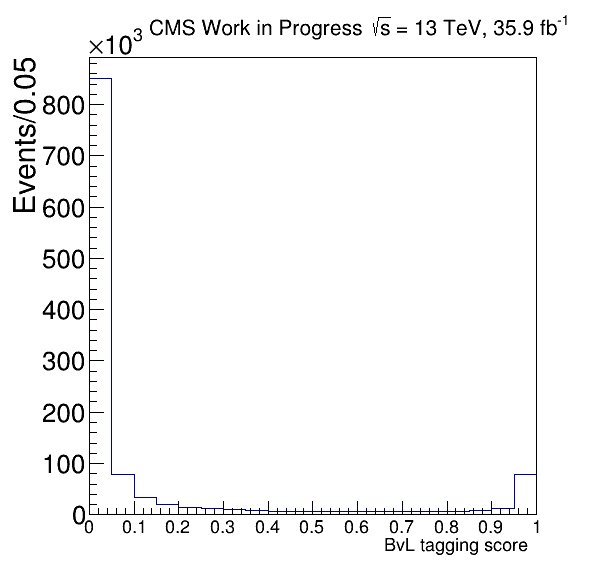 ×10³ CMS Work in Progress √s = 13 TeV, 35.9 fb⁻¹
Events/0.05
800
700
600
500
400
300
200
100
0
0 0.1 0.2 0.3 0.4 0.5 0.6 0.7 0.8 0.9 1
BvL tagging score